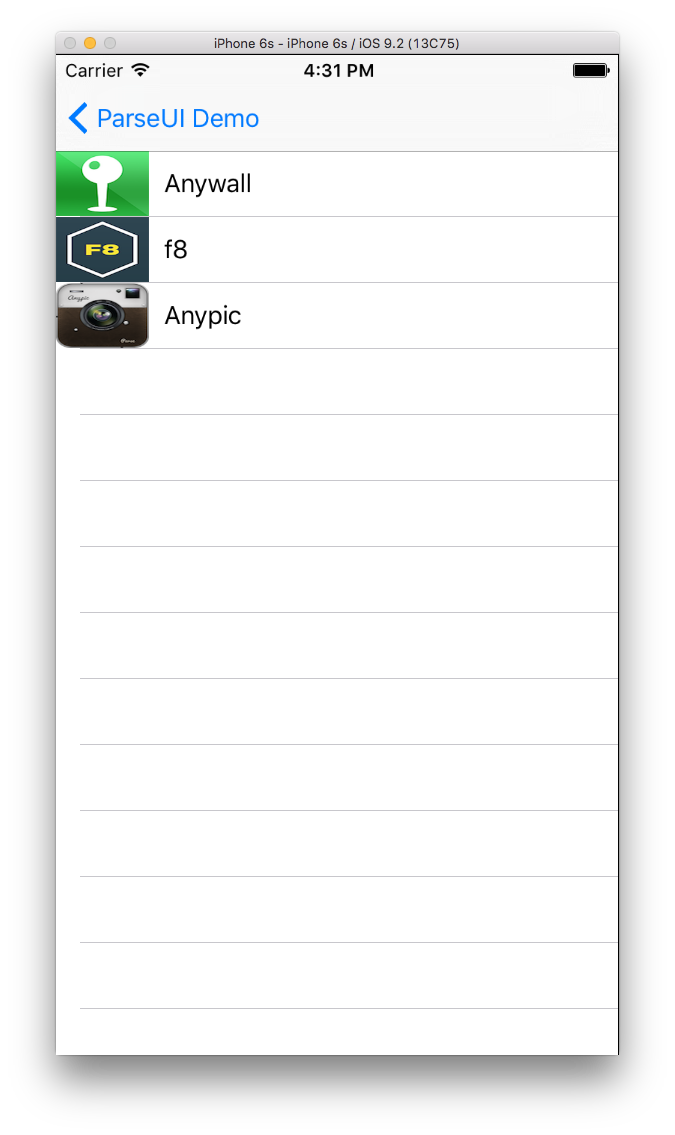 iPhone 6s - iPhone 6s / iOS 9.2 (13C75)
Carrier 4:31 PM
ParseUI Demo
Anywall
F8 f8
Anypic
Anypic